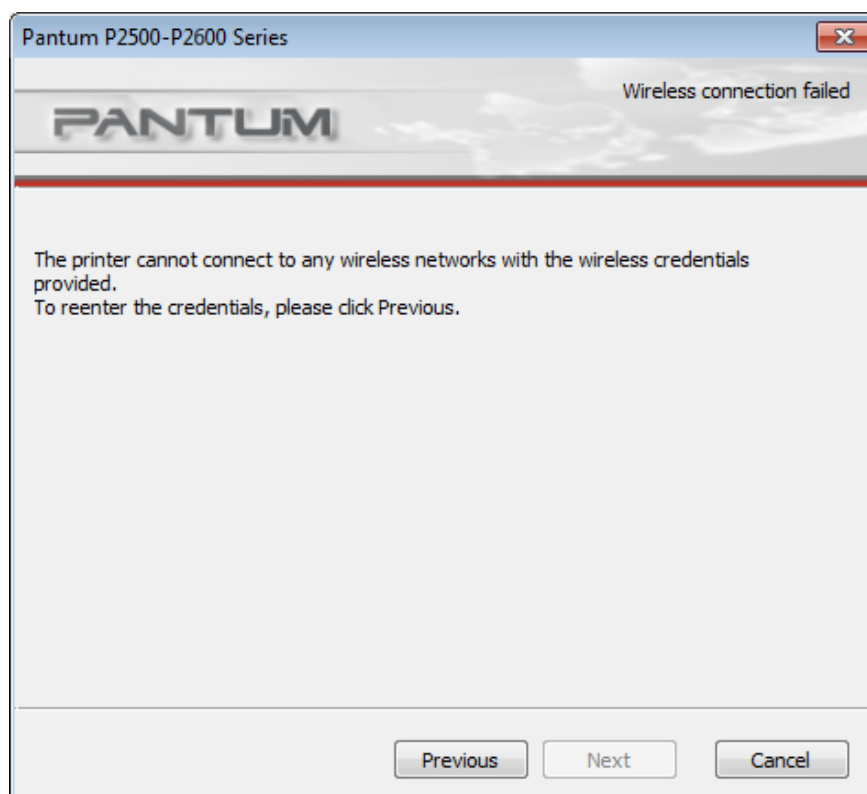 Pantum P2500-P2600 Series
Wireless connection failed
PANTUM
The printer cannot connect to any wireless networks with the wireless credentials
provided.
To reenter the credentials, please click Previous.
Previous Next Cancel